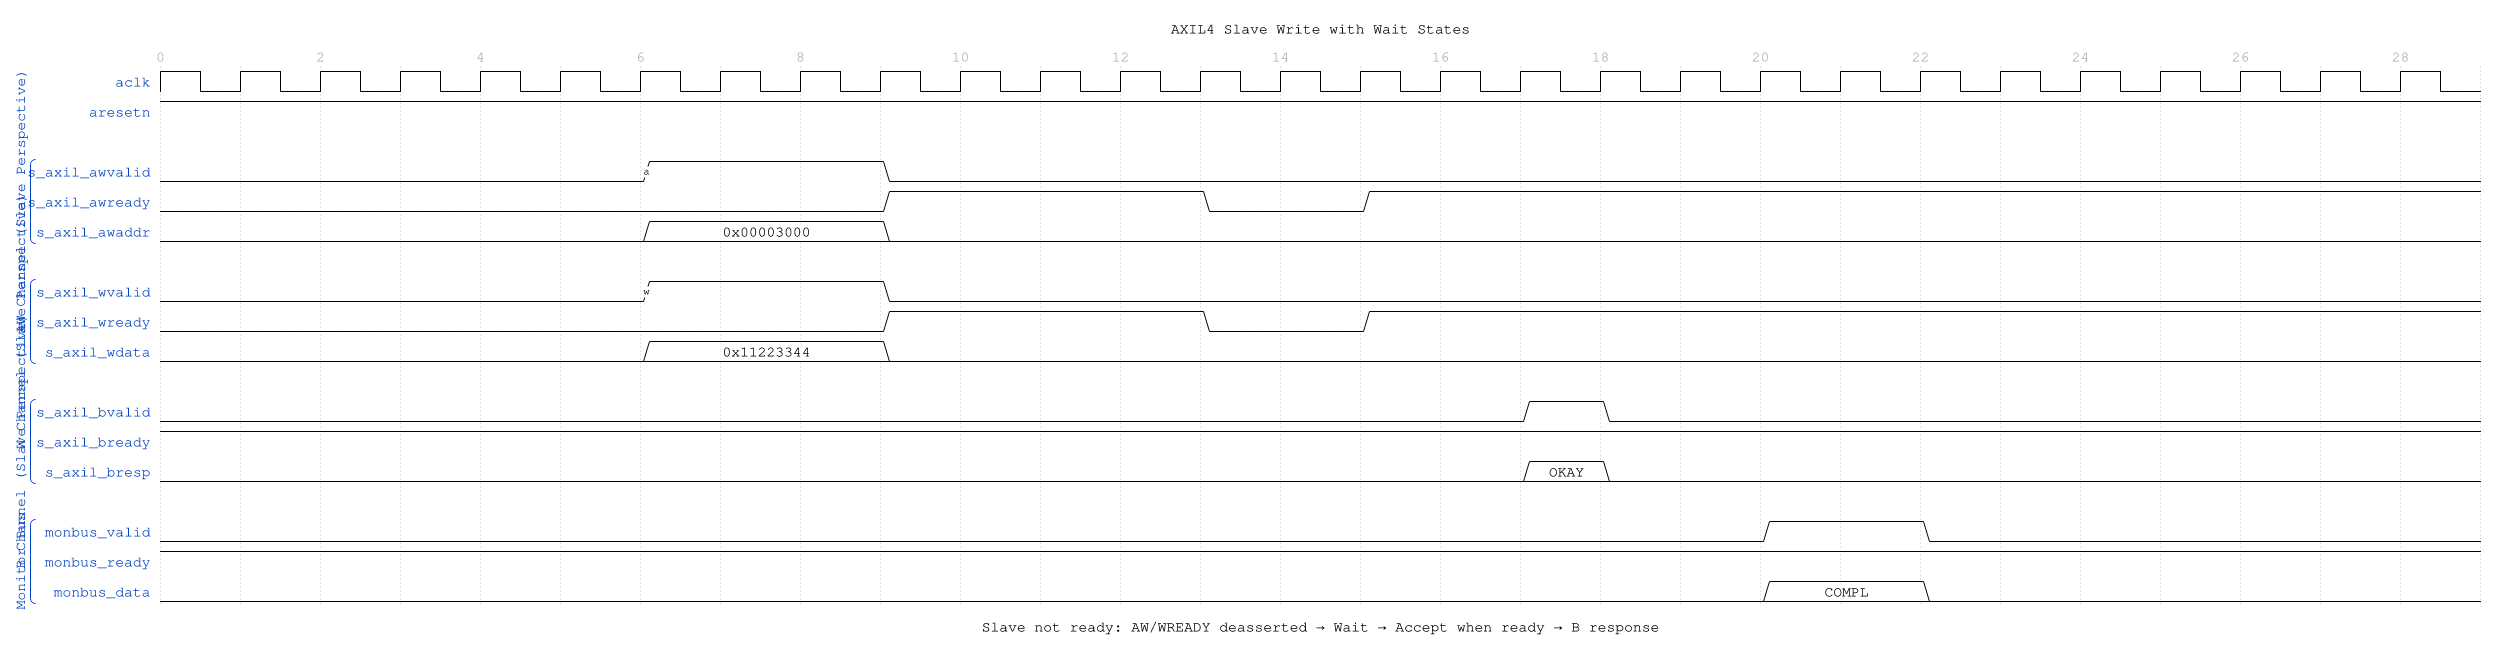 AXIL4 Slave Write with Wait States
0 2 4 6 8 10 12 14 16 18 20 22 24 26 28
aclk
aresetn
s_axil_awvalid a
s_axil_awready
s_axil_awaddr 0x00003000
s_axil_wvalid w
s_axil_wready
s_axil_wdata 0x11223344
s_axil_bvalid
s_axil_bready
s_axil_bresp OKAY
monbus_valid
monbus_ready
monbus_data COMPL
Slave not ready: AW/WREADY deasserted → Wait → Accept when ready → B response